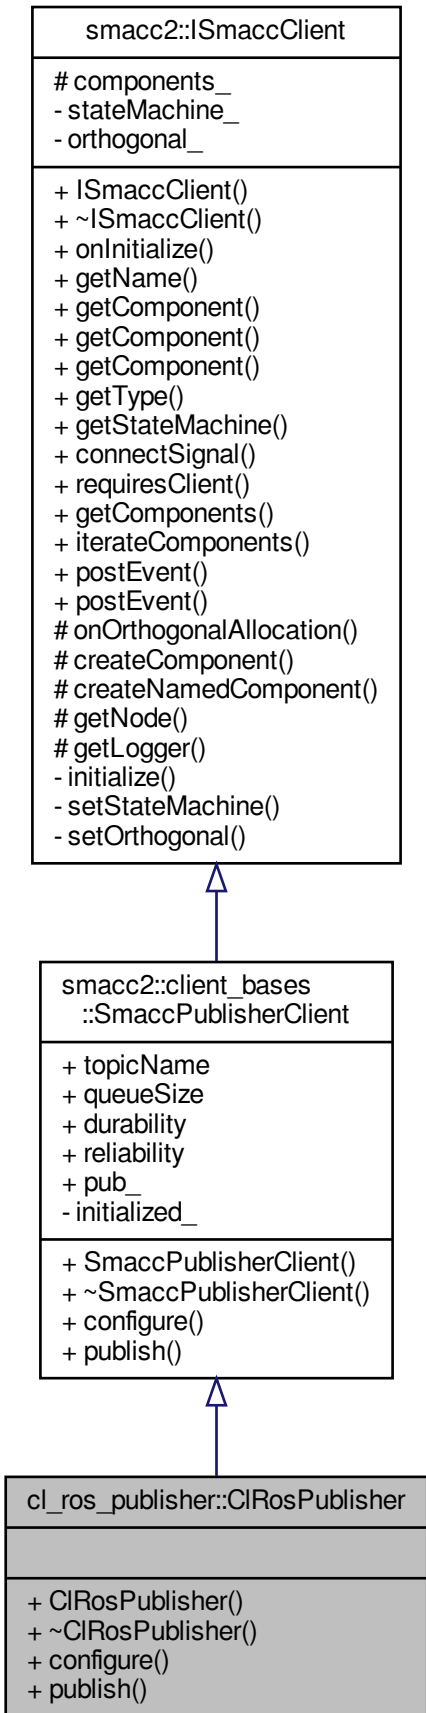 smacc2::ISmaccClient
# components_
- stateMachine_
- orthogonal_
+ ISmaccClient()
+ ~ISmaccClient()
+ onInitialize()
+ getName()
+ getComponent()
+ getComponent()
+ getComponent()
+ getType()
+ getStateMachine()
+ connectSignal()
+ requiresClient()
+ getComponents()
+ iterateComponents()
+ postEvent()
+ postEvent()
# onOrthogonalAllocation()
# createComponent()
# createNamedComponent()
# getNode()
# getLogger()
- initialize()
- setStateMachine()
- setOrthogonal()
smacc2::client_bases
::SmaccPublisherClient
+ topicName
+ queueSize
+ durability
+ reliability
+ pub_
- initialized_
+ SmaccPublisherClient()
+ ~SmaccPublisherClient()
+ configure()
+ publish()
cl_ros_publisher::ClRosPublisher
+ ClRosPublisher()
+ ~ClRosPublisher()
+ configure()
+ publish()